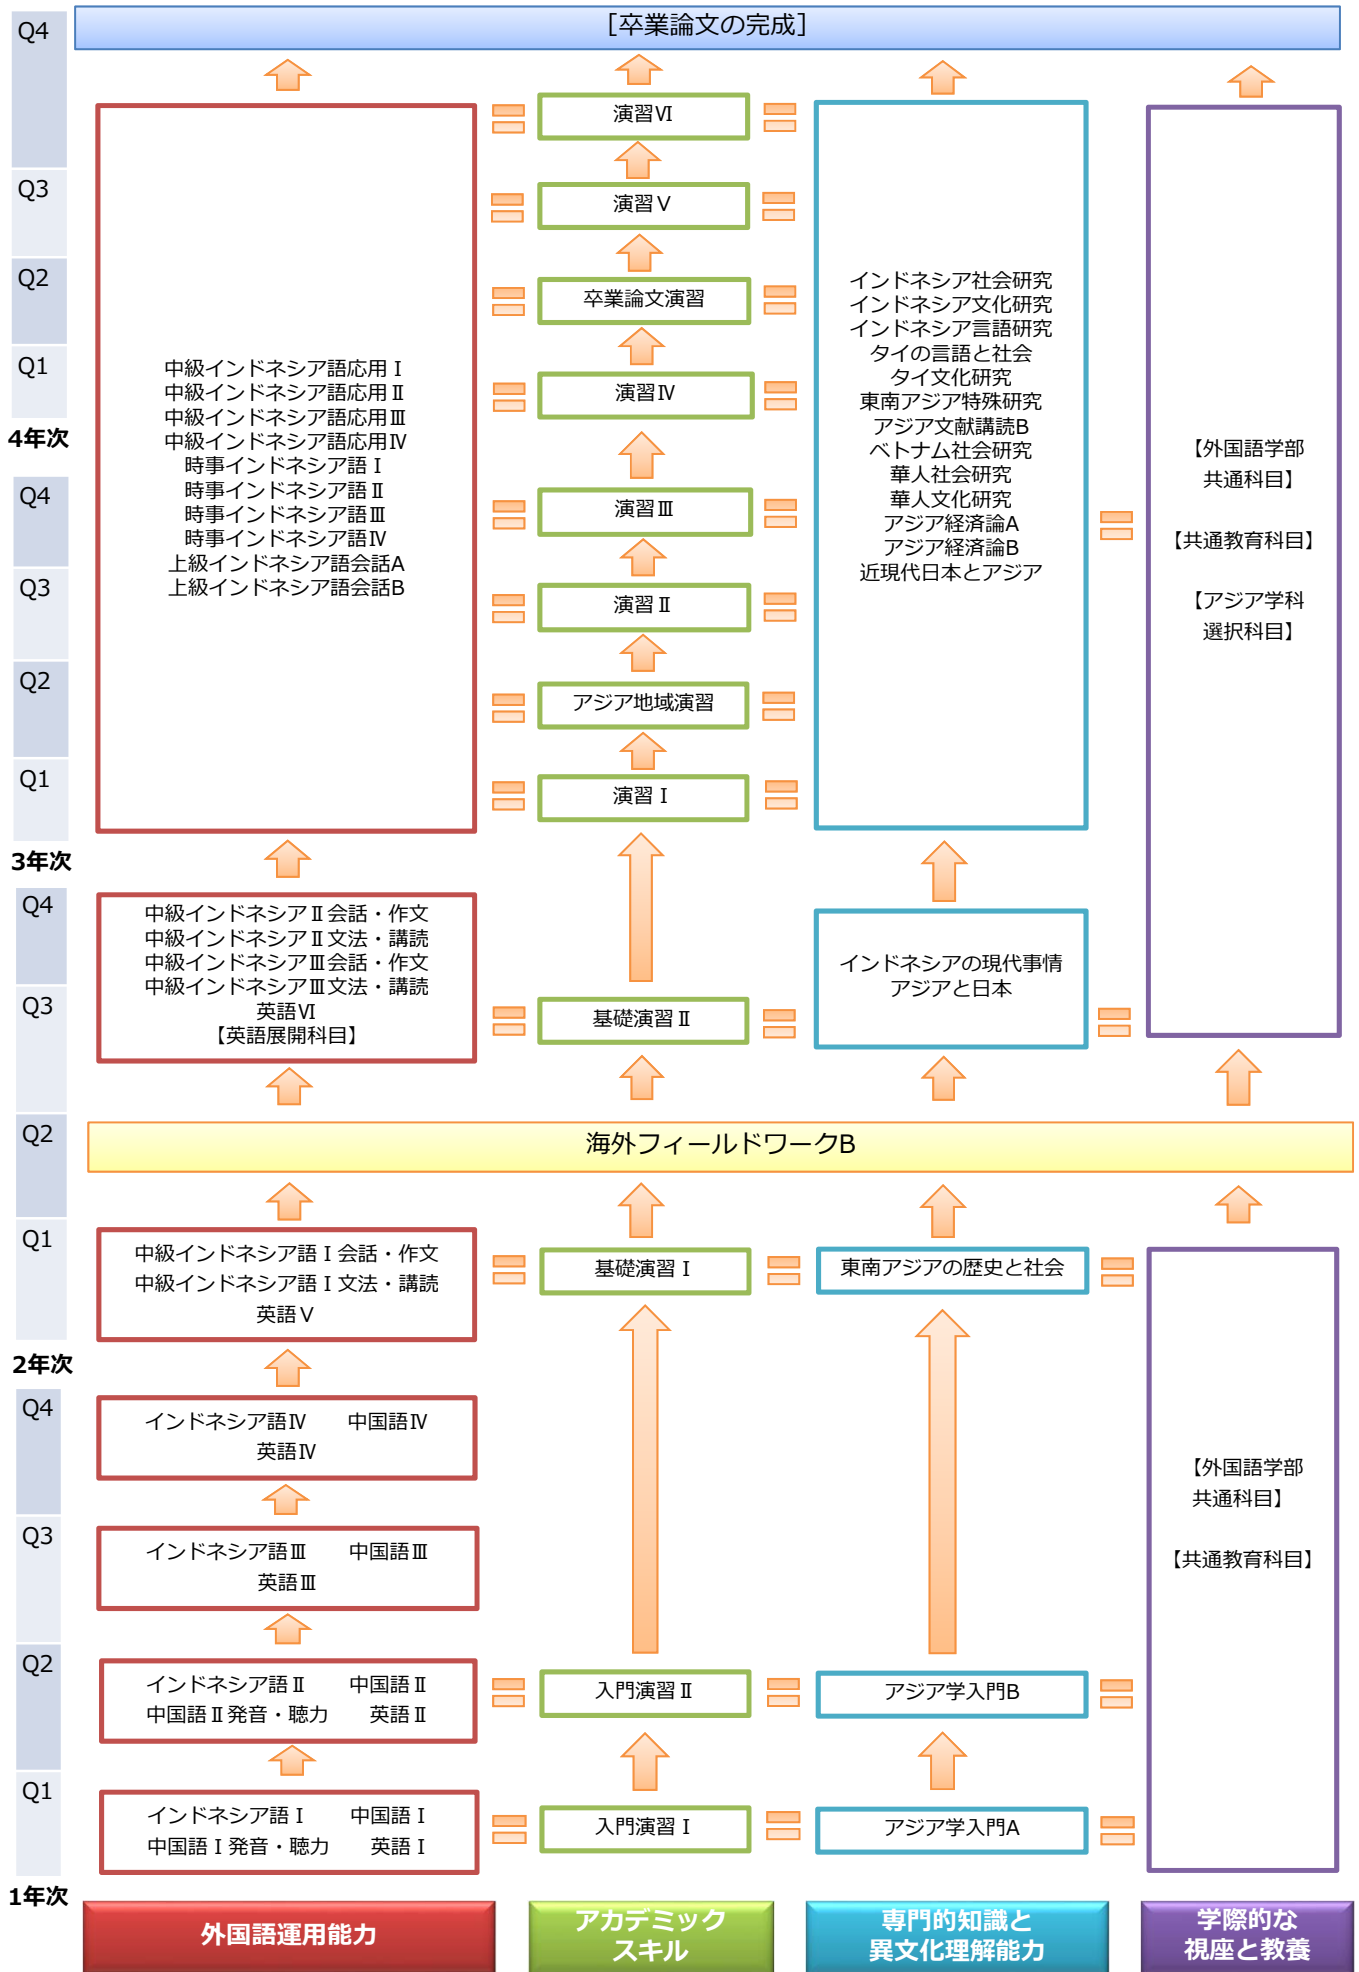 Q4
[卒業論文の完成]
演習Ⅵ
Q3
演習Ⅴ
Q2
卒業論文演習
Q1
演習Ⅳ
4年次
中級インドネシア語応用Ⅰ
中級インドネシア語応用Ⅱ
中級インドネシア語応用Ⅲ
中級インドネシア語応用Ⅳ
時事インドネシア語Ⅰ
時事インドネシア語Ⅱ
時事インドネシア語Ⅲ
時事インドネシア語Ⅳ
上級インドネシア語会話A
上級インドネシア語会話B
インドネシア社会研究
インドネシア文化研究
インドネシア言語研究
タイの言語と社会
タイ文化研究
東南アジア特殊研究
アジア文献講読B
ベトナム社会研究
華人社会研究
華人文化研究
アジア経済論A
アジア経済論B
近現代日本とアジア
【外国語学部
共通科目】
【共通教育科目】
【アジア学科
選択科目】
Q4
演習Ⅲ
Q3
演習Ⅱ
Q2
アジア地域演習
Q1
演習Ⅰ
3年次
Q4
中級インドネシアⅡ会話・作文
中級インドネシアⅡ文法・講読
中級インドネシアⅢ会話・作文
中級インドネシアⅢ文法・講読
英語Ⅵ
【英語展開科目】
インドネシアの現代事情
アジアと日本
Q3
基礎演習Ⅱ
Q2
海外フィールドワークB
Q1
中級インドネシア語Ⅰ会話・作文
中級インドネシア語Ⅰ文法・講読
英語Ⅴ
基礎演習Ⅰ
東南アジアの歴史と社会
2年次
Q4
インドネシア語Ⅳ 中国語Ⅳ
英語Ⅳ
【外国語学部
共通科目】
【共通教育科目】
Q3
インドネシア語Ⅲ 中国語Ⅲ
英語Ⅲ
Q2
インドネシア語Ⅱ 中国語Ⅱ
中国語Ⅱ発音・聴力 英語Ⅱ
入門演習Ⅱ
アジア学入門B
Q1
インドネシア語Ⅰ 中国語Ⅰ
中国語Ⅰ発音・聴力 英語Ⅰ
入門演習Ⅰ
アジア学入門A
1年次
外国語運用能力
アカデミック
スキル
専門的知識と
異文化理解能力
学際的な
視座と教養